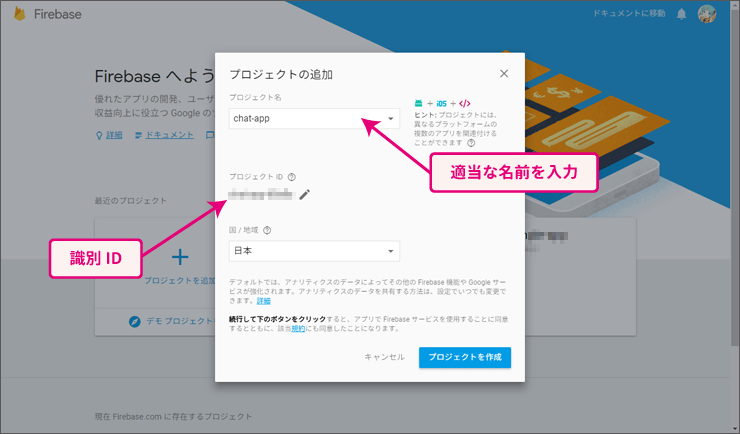 Firebase
ドキュメントに移動
Firebase へよう
優れたアプリの開発、ユーザ
収益向上に役立つ Google の
詳細
ドキュメント
最近のプロジェクト
プロジェクトを追加
デモ プロジェクト
app
現在 Firebase.com に存在するプロジェクト
プロジェクトの追加
プロジェクト名
chat-app
+ iOS + </>
ヒント: プロジェクトには、
異なるプラットフォームの
複数のアプリを関連付ける
ことができます
適当な名前を入力
プロジェクト ID
識別 ID
国 / 地域
日本
デフォルトでは、アナリティクスのデータによってその他の Firebase 機能や Google サー
ビスが強化されます。アナリティクスのデータを共有する方法は、設定でいつでも変更で
きます。詳細
続行して下のボタンをクリックすると、アプリで Firebase サービスを使用することに同意
するとともに、該当規約にも同意したことになります。
キャンセル
プロジェクトを作成